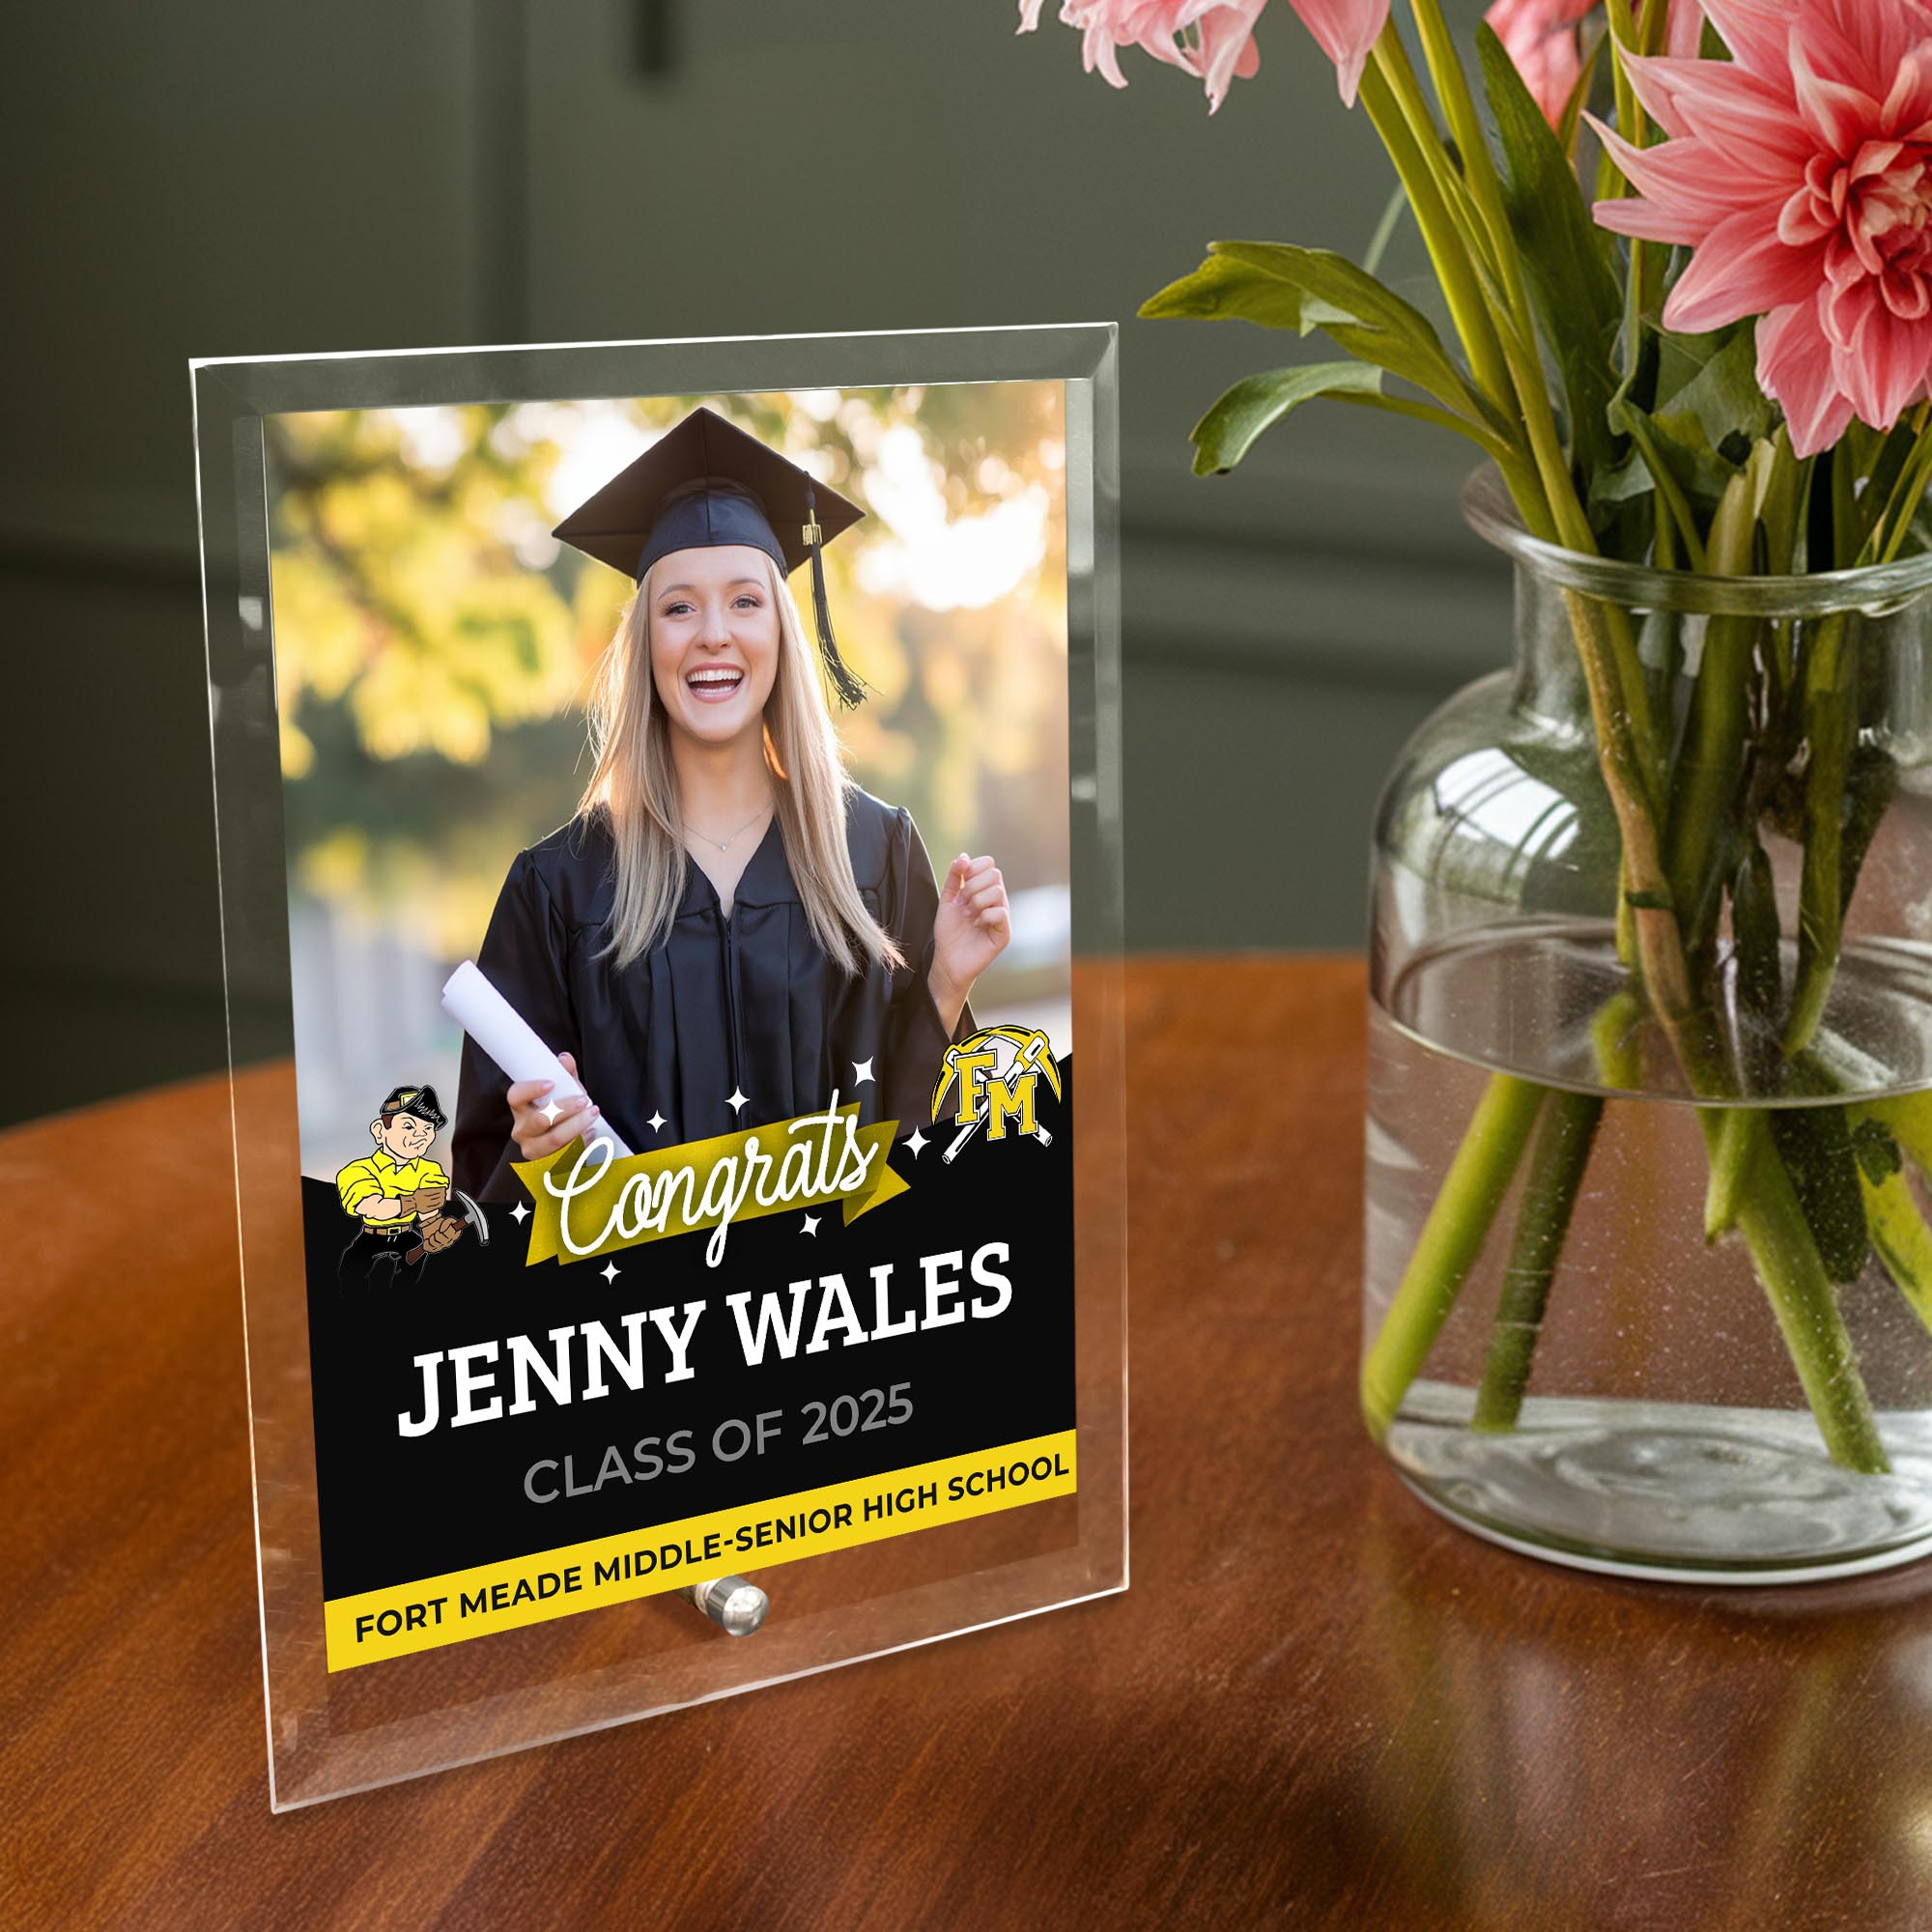 FM
Congrats
JENNY WALES
CLASS OF 2025
FORT MEADE MIDDLE-SENIOR HIGH SCHOOL